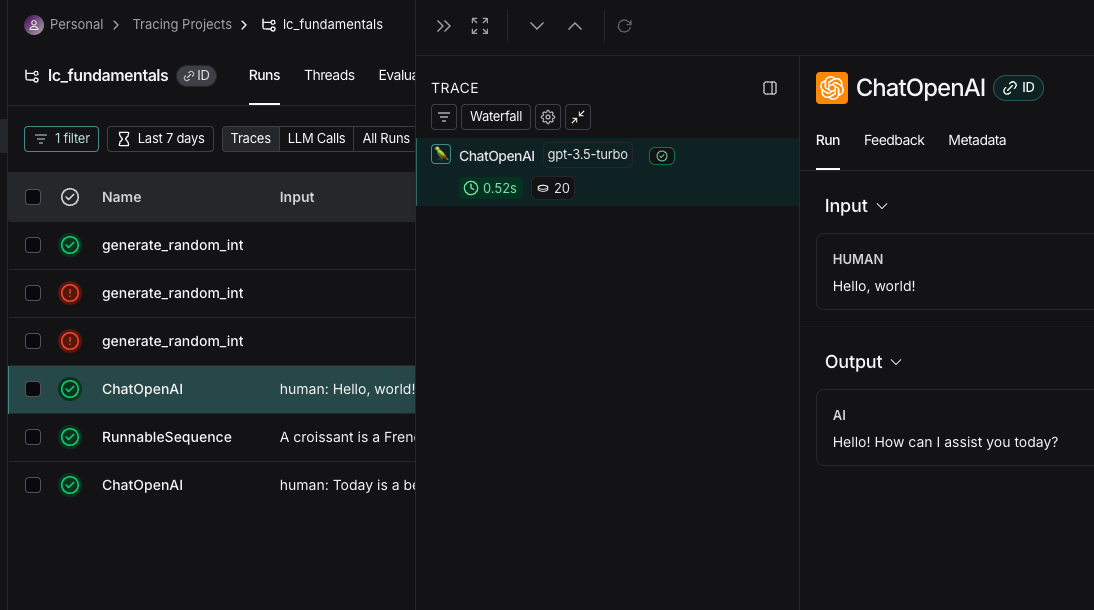 Personal > Tracing Projects > lc_fundamentals
lc_fundamentals ID Runs Threads Evalua
1 filter Last 7 days Traces LLM Calls All Runs
Name Input
generate_random_int
generate_random_int
generate_random_int
ChatOpenAI human: Hello, world!
RunnableSequence A croissant is a Fren
ChatOpenAI human: Today is a be
TRACE
Waterfall
ChatOpenAI gpt-3.5-turbo
0.52s 20
ChatOpenAI ID
Run Feedback Metadata
Input
HUMAN
Hello, world!
Output
AI
Hello! How can I assist you today?